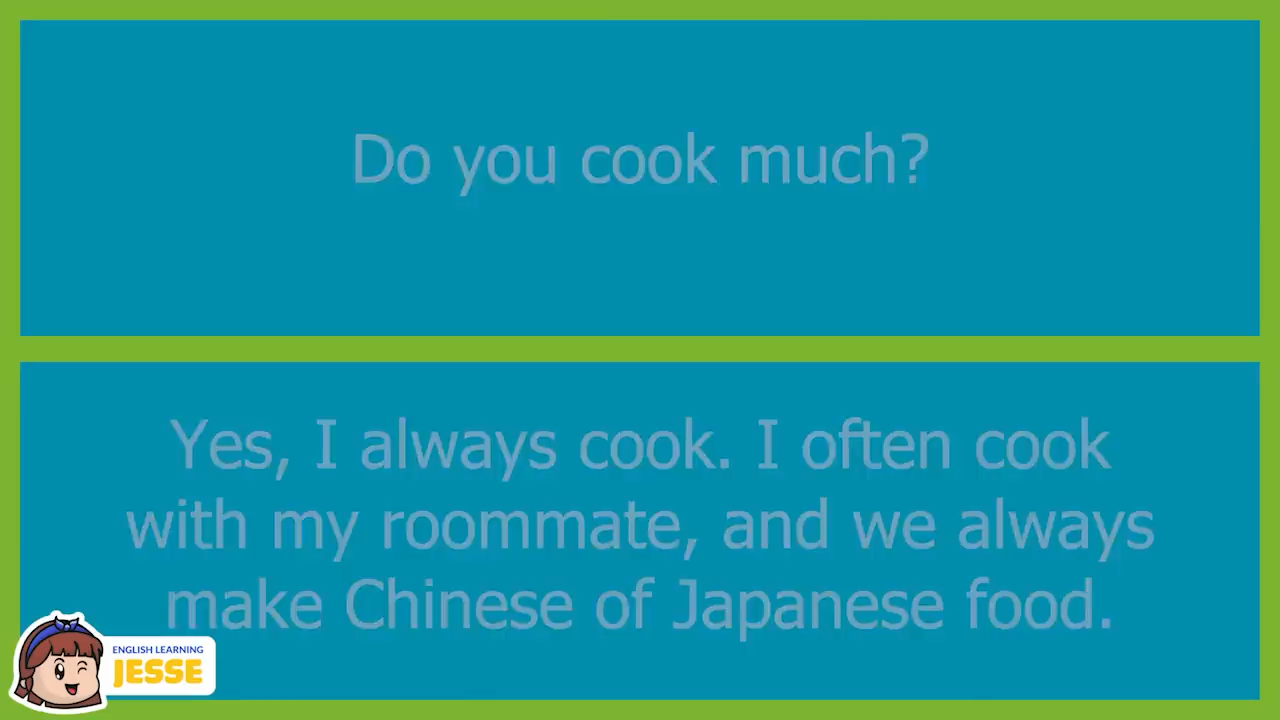 Do you cook much?
Yes, I always cook. I often cook
with my roommate, and we always
make Chinese of Japanese food.
ENGLISH LEARNING
JESSE